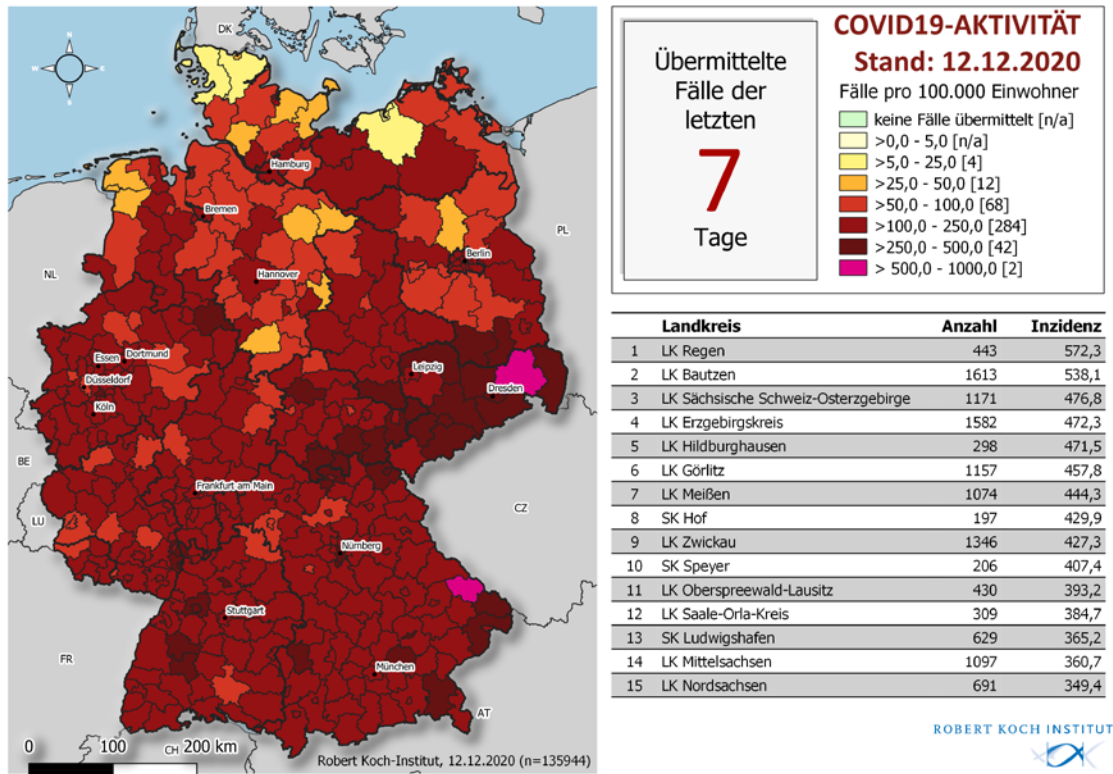 DK
N
W
E
S
Hamburg
Bremen
PL
Berlin
NL
Hannover
Essen
Dortmund
Düsseldorf
Köln
Leipzig
Dresden
BE
Frankfurt am Main
LU
CZ
Nürnberg
Stuttgart
FR
München
AT
CH
0 100 200 km
Robert Koch-Institut, 12.12.2020 (n=135944)
Übermittelte
Fälle der
letzten
7
Tage
COVID19-AKTIVITÄT
Stand: 12.12.2020
Fälle pro 100.000 Einwohner
keine Fälle übermittelt [n/a]
>0,0 - 5,0 [n/a]
>5,0 - 25,0 [4]
>25,0 - 50,0 [12]
>50,0 - 100,0 [68]
>100,0 - 250,0 [284]
>250,0 - 500,0 [42]
> 500,0 - 1000,0 [2]
Landkreis Anzahl Inzidenz
1 LK Regen 443 572,3
2 LK Bautzen 1613 538,1
3 LK Sächsische Schweiz-Osterzgebirge 1171 476,8
4 LK Erzgebirgskreis 1582 472,3
5 LK Hildburghausen 298 471,5
6 LK Görlitz 1157 457,8
7 LK Meißen 1074 444,3
8 SK Hof 197 429,9
9 LK Zwickau 1346 427,3
10 SK Speyer 206 407,4
11 LK Oberspreewald-Lausitz 430 393,2
12 LK Saale-Orla-Kreis 309 384,7
13 SK Ludwigshafen 629 365,2
14 LK Mittelsachsen 1097 360,7
15 LK Nordsachsen 691 349,4
ROBERT KOCH INSTITUT